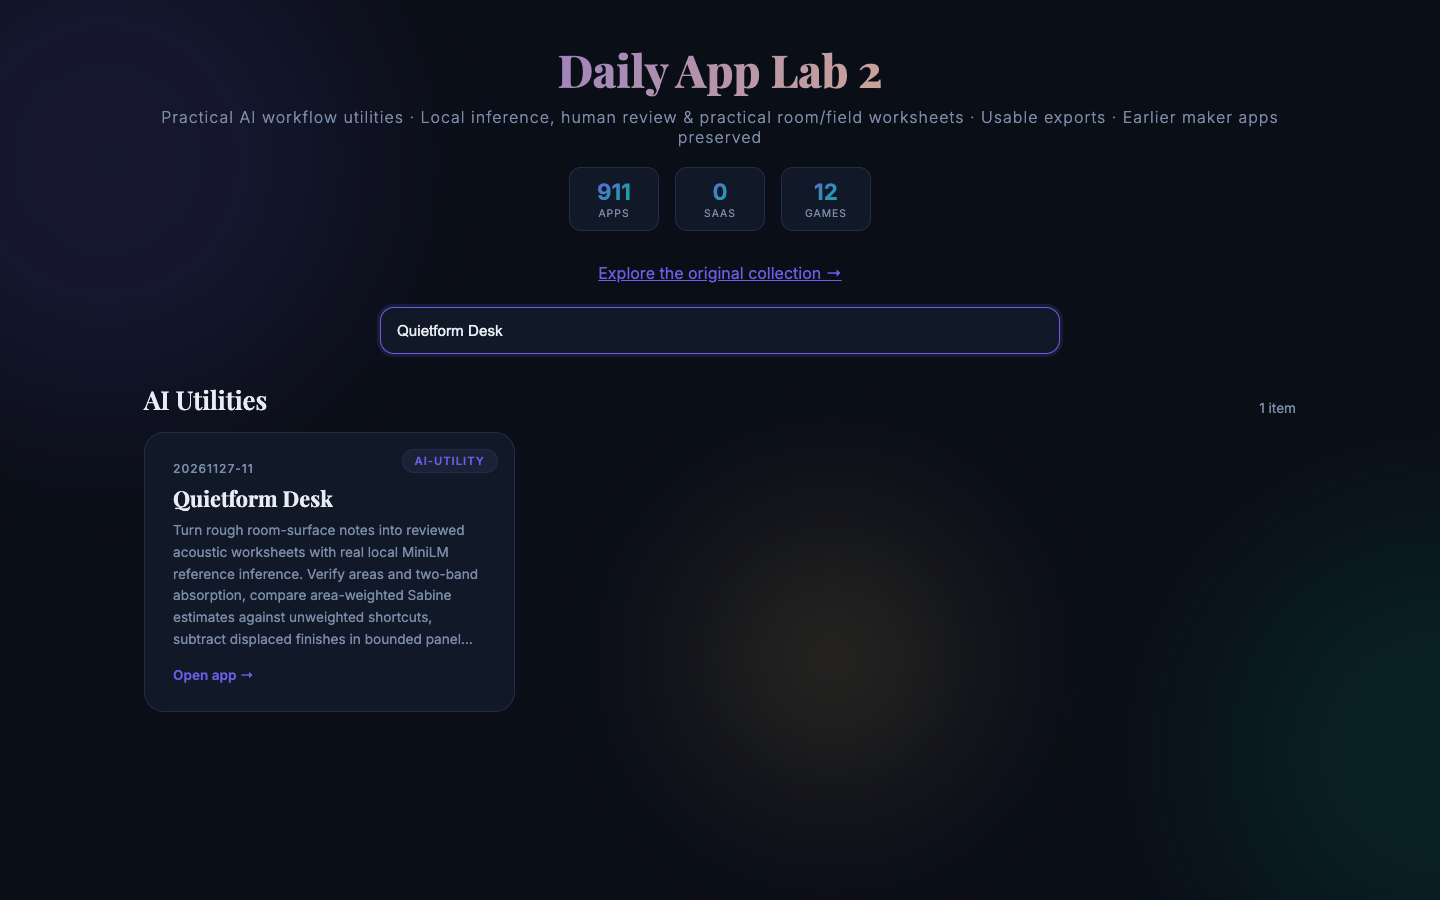 Daily App Lab 2
Practical AI workflow utilities · Local inference, human review & practical room/field worksheets · Usable exports · Earlier maker apps
preserved
911
APPS
0
SAAS
12
GAMES
Explore the original collection →
Quietform Desk
AI Utilities
1 item
20261127-11
AI-UTILITY
Quietform Desk
Turn rough room-surface notes into reviewed
acoustic worksheets with real local MiniLM
reference inference. Verify areas and two-band
absorption, compare area-weighted Sabine
estimates against unweighted shortcuts,
subtract displaced finishes in bounded panel...
Open app →